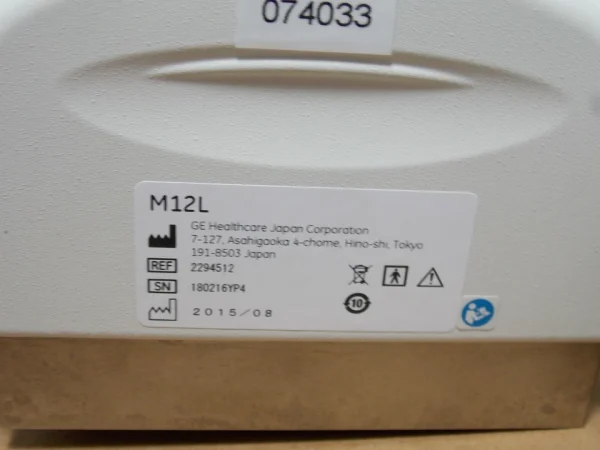 074033
M12L
GE Healthcare Japan Corporation
7-127, Asahigaoka 4-chome, Hino-shi, Tokyo
191-8503 Japan
REF 2294512
SN 180216YP4
2015/08
10